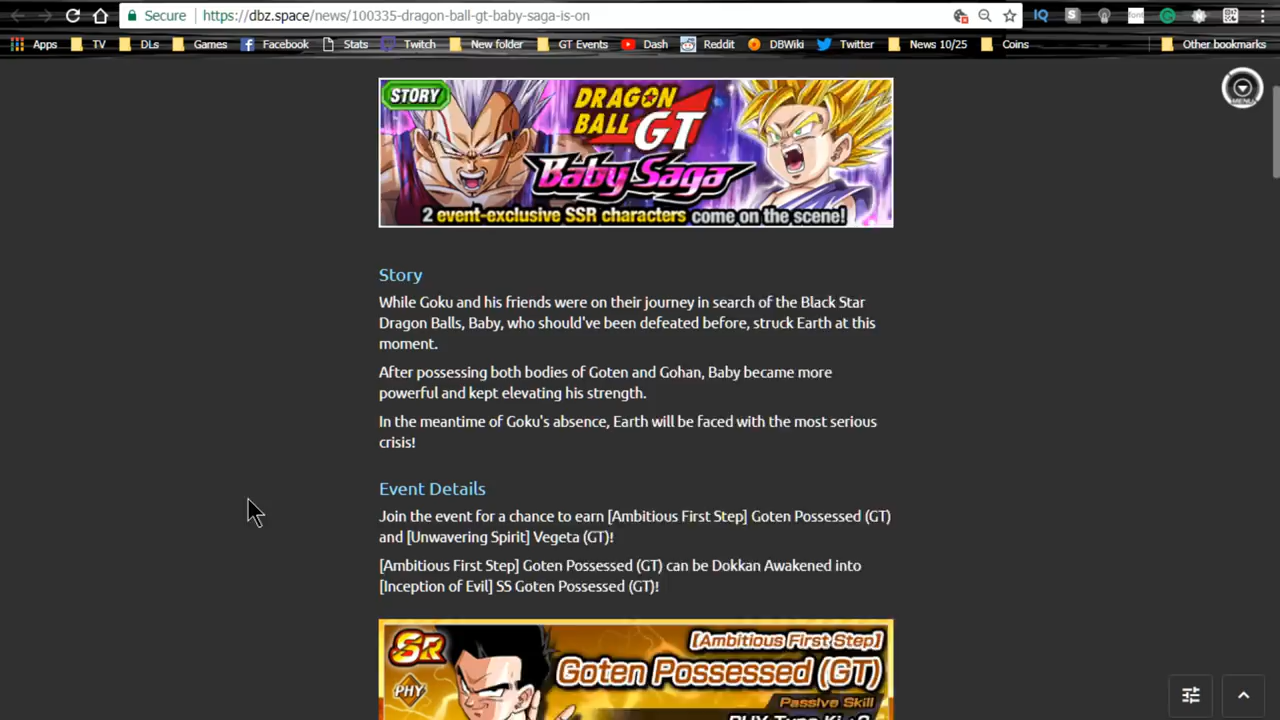 Secure https://dbz.space/news/100335-dragon-ball-gt-baby-saga-is-on IQ S
Apps TV DLs Games Facebook Stats Twitch New folder GT Events Dash Reddit DBWiki Twitter News 10/25 Coins Other bookmarks
MENU
STORY
DRAGON
BALL GT
Baby Saga
2 event-exclusive SSR characters come on the scene!
Story
While Goku and his friends were on their journey in search of the Black Star
Dragon Balls, Baby, who should've been defeated before, struck Earth at this
moment.
After possessing both bodies of Goten and Gohan, Baby became more
powerful and kept elevating his strength.
In the meantime of Goku's absence, Earth will be faced with the most serious
crisis!
Event Details
Join the event for a chance to earn [Ambitious First Step] Goten Possessed (GT)
and [Unwavering Spirit] Vegeta (GT)!
[Ambitious First Step] Goten Possessed (GT) can be Dokkan Awakened into
[Inception of Evil] SS Goten Possessed (GT)!
SR
[Ambitious First Step]
Goten Possessed (GT)
PHY
Passive Skill
PHY Type Ki